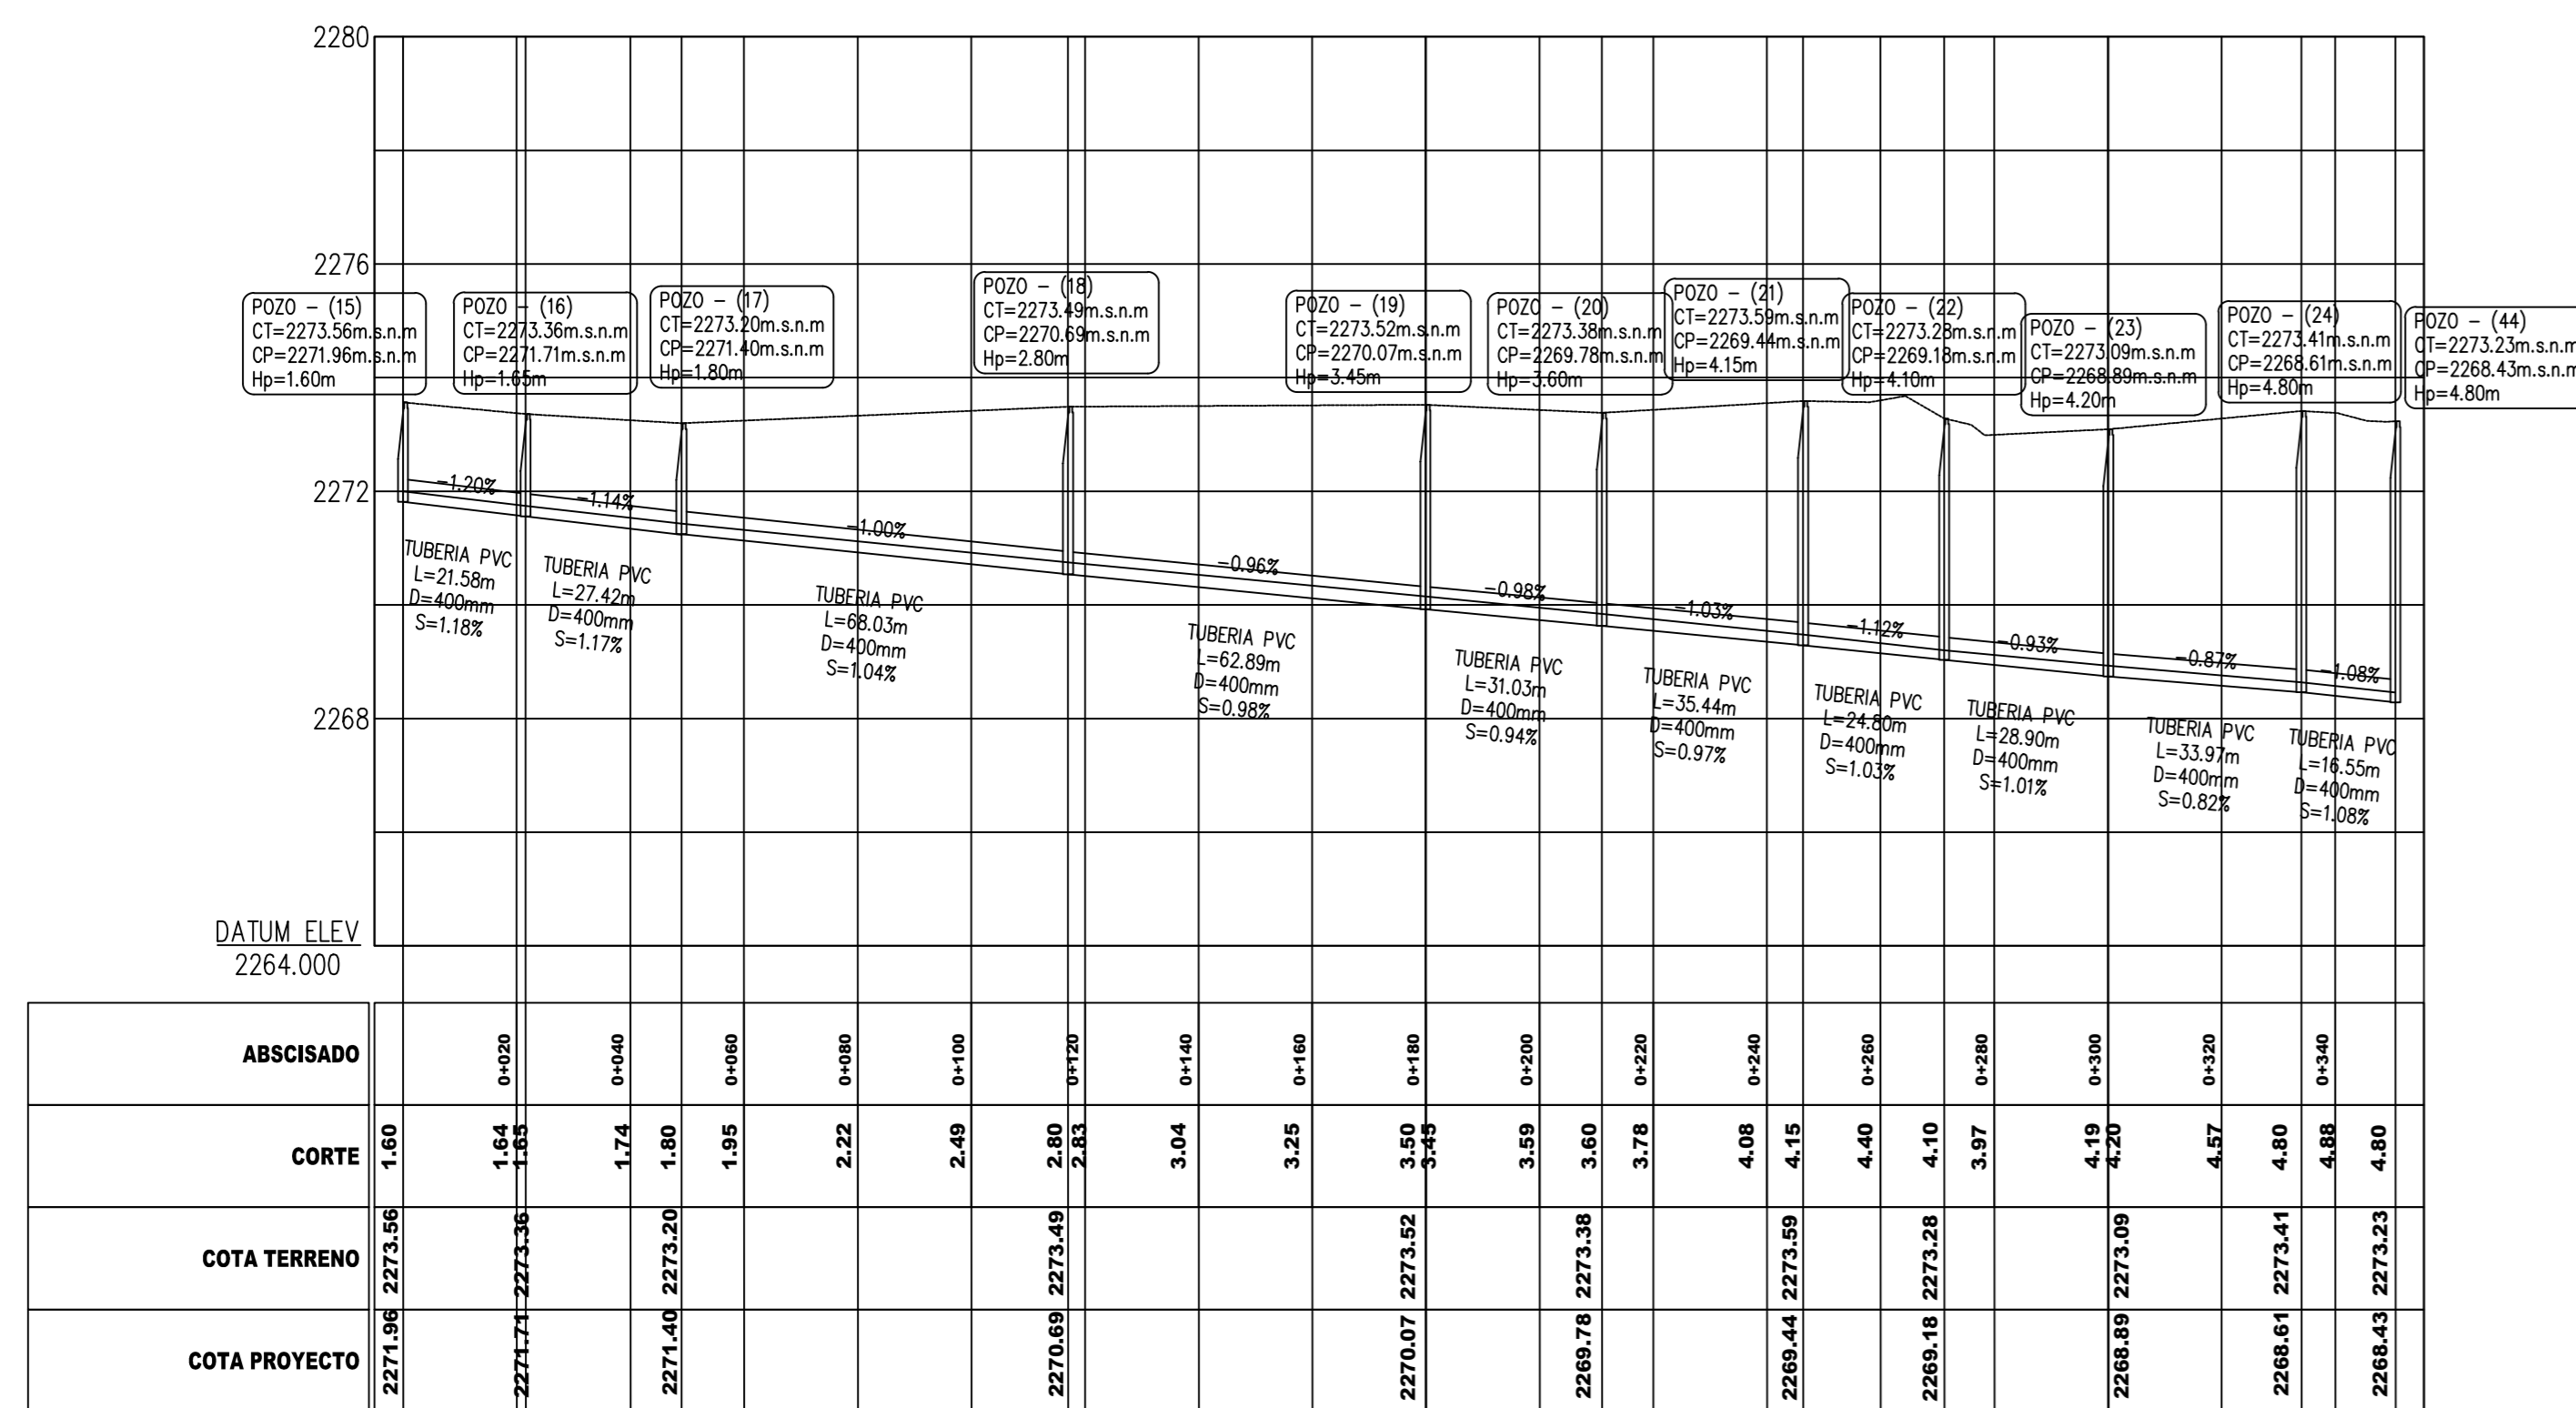 2280
2276
2272
2268
DATUM ELEV
2264.000
POZO - (15)
CT=2273.56m.s.n.m
CP=2271.96m.s.n.m
Hp=1.60m
POZO - (16)
CT=2273.36m.s.n.m
CP=2271.71m.s.n.m
Hp=1.65m
POZO - (17)
CT=2273.20m.s.n.m
CP=2271.40m.s.n.m
Hp=1.80m
POZO - (18)
CT=2273.49m.s.n.m
CP=2270.69m.s.n.m
Hp=2.80m
POZO - (19)
CT=2273.52m.s.n.m
CP=2270.07m.s.n.m
Hp=3.45m
POZO - (20)
CT=2273.38m.s.n.m
CP=2269.78m.s.n.m
Hp=3.60m
POZO - (21)
CT=2273.59m.s.n.m
CP=2269.44m.s.n.m
Hp=4.15m
POZO - (22)
CT=2273.28m.s.n.m
CP=2269.18m.s.n.m
Hp=4.10m
POZO - (23)
CT=2273.09m.s.n.m
CP=2268.89m.s.n.m
Hp=4.20m
POZO - (24)
CT=2273.41m.s.n.m
CP=2268.61m.s.n.m
Hp=4.80m
POZO - (44)
CT=2273.23m.s.n.m
CP=2268.43m.s.n.m
Hp=4.80m
-1.20%
-1.14%
-1.00%
-0.96%
-0.98%
-1.03%
-1.12%
-0.93%
-0.87%
-1.08%
TUBERIA PVC
L=21.58m
D=400mm
S=1.18%
TUBERIA PVC
L=27.42m
D=400mm
S=1.17%
TUBERIA PVC
L=68.03m
D=400mm
S=1.04%
TUBERIA PVC
L=62.89m
D=400mm
S=0.98%
TUBERIA PVC
L=31.03m
D=400mm
S=0.94%
TUBERIA PVC
L=35.44m
D=400mm
S=0.97%
TUBERIA PVC
L=24.80m
D=400mm
S=1.03%
TUBERIA PVC
L=28.90m
D=400mm
S=1.01%
TUBERIA PVC
L=33.97m
D=400mm
S=0.82%
TUBERIA PVC
L=16.55m
D=400mm
S=1.08%
ABSCISADO
0+020
0+040
0+060
0+080
0+100
0+120
0+140
0+160
0+180
0+200
0+220
0+240
0+260
0+280
0+300
0+320
0+340
CORTE
1.60
1.64
1.65
1.74
1.80
1.95
2.22
2.49
2.80
2.83
3.04
3.25
3.50
3.45
3.59
3.60
3.78
4.08
4.15
4.40
4.10
3.97
4.19
4.20
4.57
4.80
4.88
4.80
COTA TERRENO
2273.56
2273.36
2273.20
2273.49
2273.52
2273.38
2273.59
2273.28
2273.09
2273.41
2273.23
COTA PROYECTO
2271.96
2271.71
2271.40
2270.69
2270.07
2269.78
2269.44
2269.18
2268.89
2268.61
2268.43